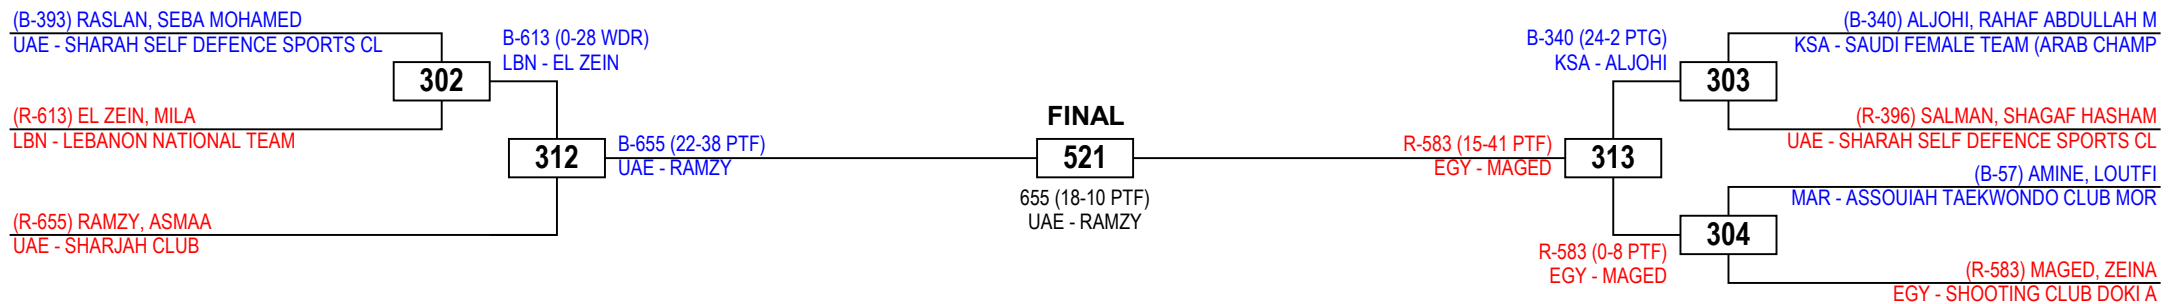 (B-393) RASLAN, SEBA MOHAMED
UAE - SHARAH SELF DEFENCE SPORTS CL
302
B-613 (0-28 WDR)
LBN - EL ZEIN
(R-613) EL ZEIN, MILA
LBN - LEBANON NATIONAL TEAM
312
B-655 (22-38 PTF)
UAE - RAMZY
(R-655) RAMZY, ASMAA
UAE - SHARJAH CLUB
FINAL
521
655 (18-10 PTF)
UAE - RAMZY
R-583 (15-41 PTF)
EGY - MAGED
313
B-340 (24-2 PTG)
KSA - ALJOHI
303
(B-340) ALJOHI, RAHAF ABDULLAH M
KSA - SAUDI FEMALE TEAM (ARAB CHAMP
(R-396) SALMAN, SHAGAF HASHAM
UAE - SHARAH SELF DEFENCE SPORTS CL
(B-57) AMINE, LOUTFI
MAR - ASSOUIAH TAEKWONDO CLUB MOR
304
R-583 (0-8 PTF)
EGY - MAGED
(R-583) MAGED, ZEINA
EGY - SHOOTING CLUB DOKI A